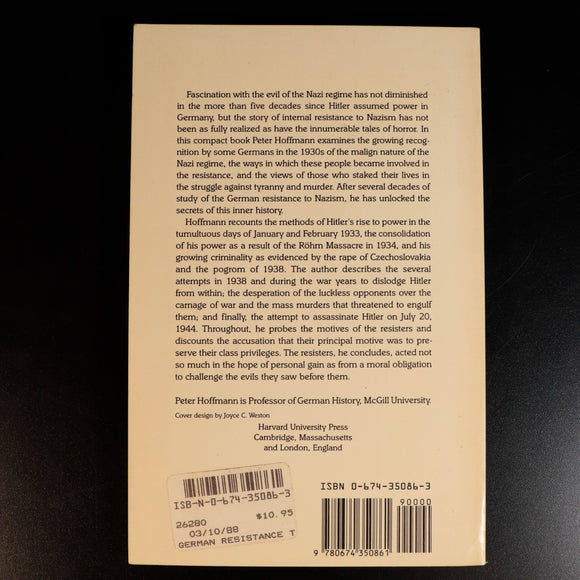 Fascination with the evil of the Nazi regime has not diminished
in the more than five decades since Hitler assumed power in
Germany, but the story of internal resistance to Nazism has not
been as fully realized as have the innumerable tales of horror. In
this compact book Peter Hoffmann examines the growing recog-
nition by some Germans in the 1930s of the malign nature of the
Nazi regime, the ways in which these people became involved in
the resistance, and the views of those who staked their lives in
the struggle against tyranny and murder. After several decades of
study of the German resistance to Nazism, he has unlocked the
secrets of this inner history.
Hoffmann recounts the methods of Hitler's rise to power in the
tumultuous days of January and February 1933, the consolidation
of his power as a result of the Röhm Massacre in 1934, and his
growing criminality as evidenced by the rape of Czechoslovakia
and the pogrom of 1938. The author describes the several
attempts in 1938 and during the war years to dislodge Hitler
from within; the desperation of the luckless opponents over the
carnage of war and the mass murders that threatened to engulf
them; and finally, the attempt to assassinate Hitler on July 20,
1944. Throughout, he probes the motives of the resisters and
discounts the accusation that their principal motive was to pre-
serve their class privileges. The resisters, he concludes, acted not
so much in the hope of personal gain as from a moral obligation
to challenge the evils they saw before them.
Peter Hoffmann is Professor of German History, McGill University.
Cover design by Joyce C. Weston
Harvard University Press
Cambridge, Massachusetts
and London, England
ISB-N-0-674-35086-3
26280 $10.95
03/10/88
GERMAN RESISTANCE T
ISBN 0-674-35086-3
90000
9 780674 350861